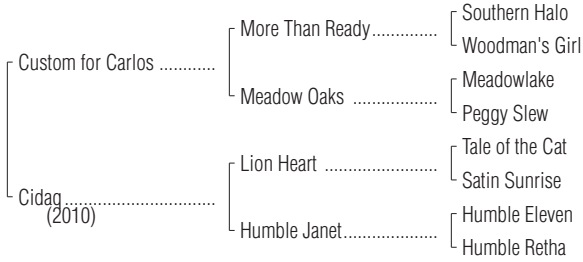 Southern Halo
More Than Ready..............
Woodman's Girl
Custom for Carlos ............
Meadowlake
Meadow Oaks ..................
Peggy Slew
Tale of the Cat
Lion Heart ........................
Satin Sunrise
Cidaq................................
(2010)
Humble Eleven
Humble Janet....................
Humble Retha